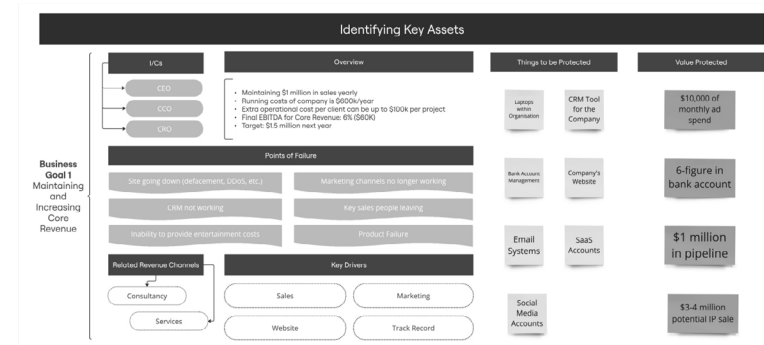 Identifying Key Assets
I/Cs
CEO
CCO
CRO
Overview
Maintaining $1 million in sales yearly
Running costs of company is $600k/year
Extra operational cost per client can be up to $100k per project
Final EBITDA for Core Revenue: 6% ($60K)
Target: $1.5 million next year
Business
Goal 1
Maintaining
and
Increasing
Core
Revenue
Points of Failure
Site going down (defacement, DDoS, etc.)
Marketing channels no longer working
CRM not working
Key sales people leaving
Inability to provide entertainment costs
Product Failure
Related Revenue Channels
Consultancy
Services
Key Drivers
Sales
Marketing
Website
Track Record
Things to be Protected
Laptops
within
Organisation
CRM Tool
for the
Company
Bank Account
Management
Company's
Website
Email
Systems
SaaS
Accounts
Social
Media
Accounts
Value Protected
$10,000 of
monthly ad
spend
6-figure in
bank account
$1 million
in pipeline
$3-4 million
potential IP sale